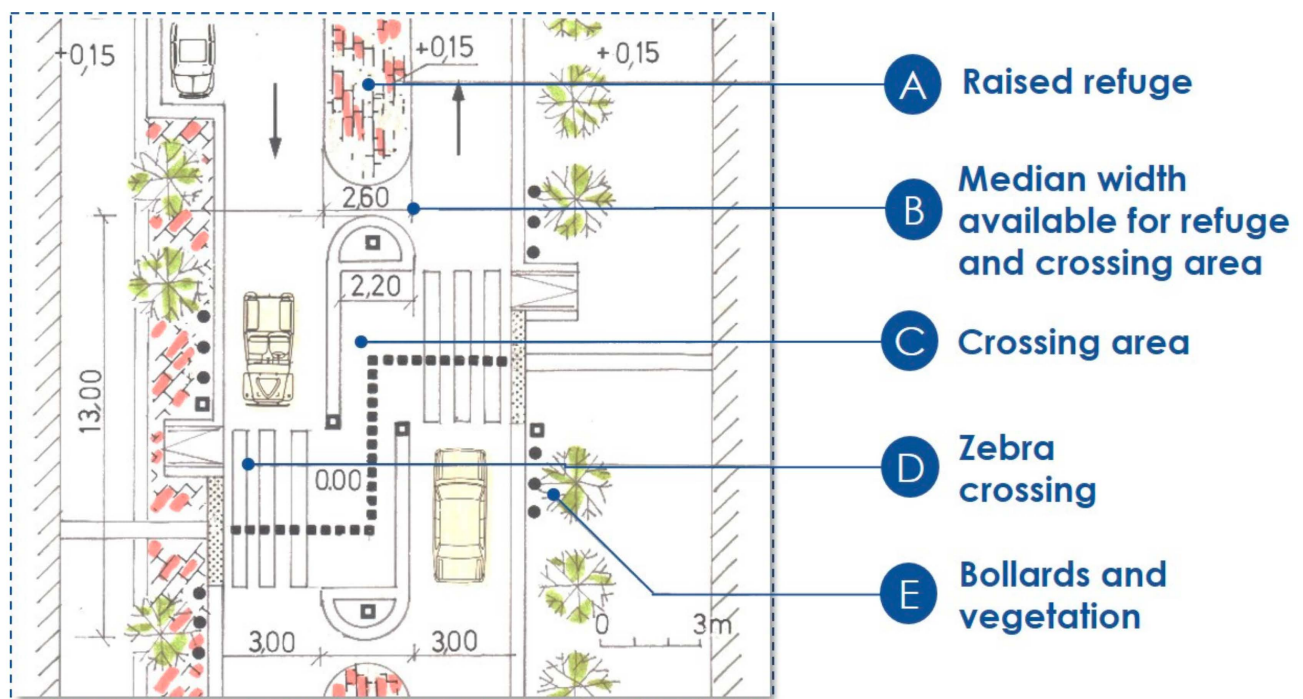 +0,15
+0,15
+0,15
A Raised refuge
2,60
B Median width
available for refuge
and crossing area
2,20
C Crossing area
13,00
0.00
D Zebra
crossing
E Bollards and
vegetation
0 3m
3,00 3,00